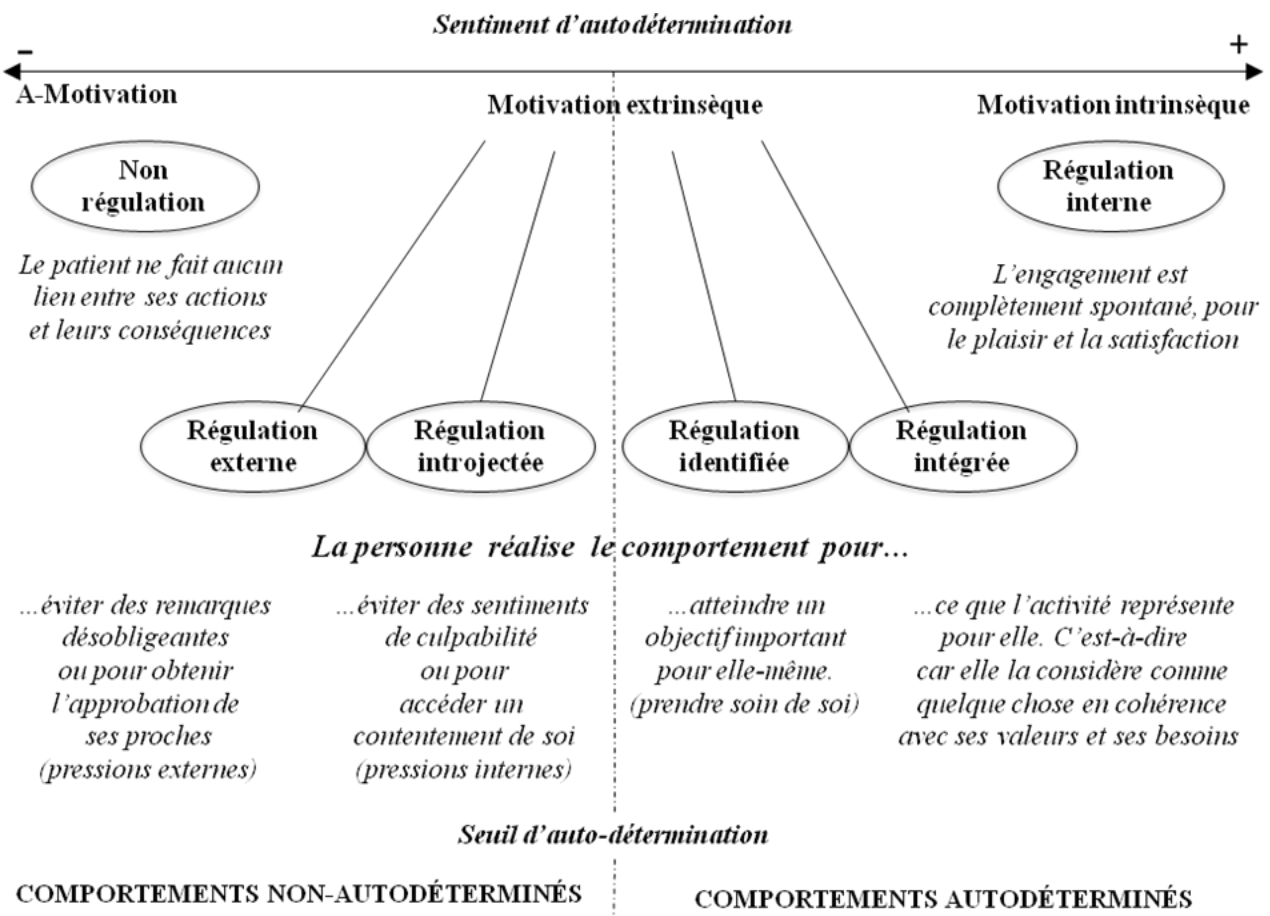 Sentiment d'autodétermination
– +
A-Motivation
Motivation extrinsèque
Motivation intrinsèque
Non
régulation
Régulation
interne
Le patient ne fait aucun
lien entre ses actions
et leurs conséquences
L'engagement est
complètement spontané, pour
le plaisir et la satisfaction
Régulation
externe
Régulation
introjectée
Régulation
identifiée
Régulation
intégrée
La personne réalise le comportement pour…
…éviter des remarques
désobligeantes
ou pour obtenir
l'approbation de
ses proches
(pressions externes)
…éviter des sentiments
de culpabilité
ou pour
accéder un
contentement de soi
(pressions internes)
…atteindre un
objectif important
pour elle-même.
(prendre soin de soi)
…ce que l'activité représente
pour elle. C'est-à-dire
car elle la considère comme
quelque chose en cohérence
avec ses valeurs et ses besoins
Seuil d'auto-détermination
COMPORTEMENTS NON-AUTODÉTERMINÉS
COMPORTEMENTS AUTODÉTERMINÉS